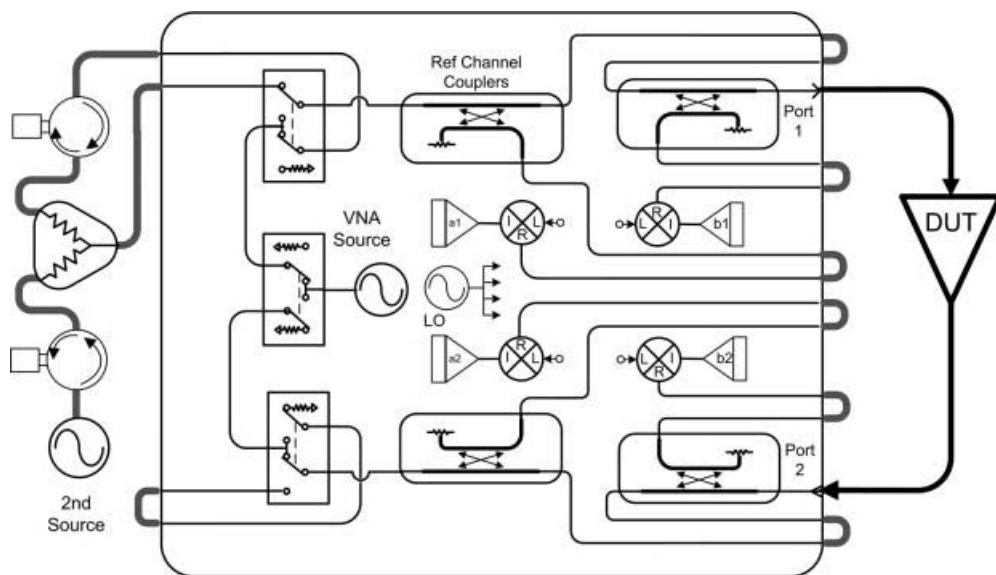 Ref Channel
Couplers
Port
1
VNA
Source
a1
I
L
R
R
L
I
b1
DUT
LO
a2
R
I
L
L
I
R
b2
Port
2
2nd
Source